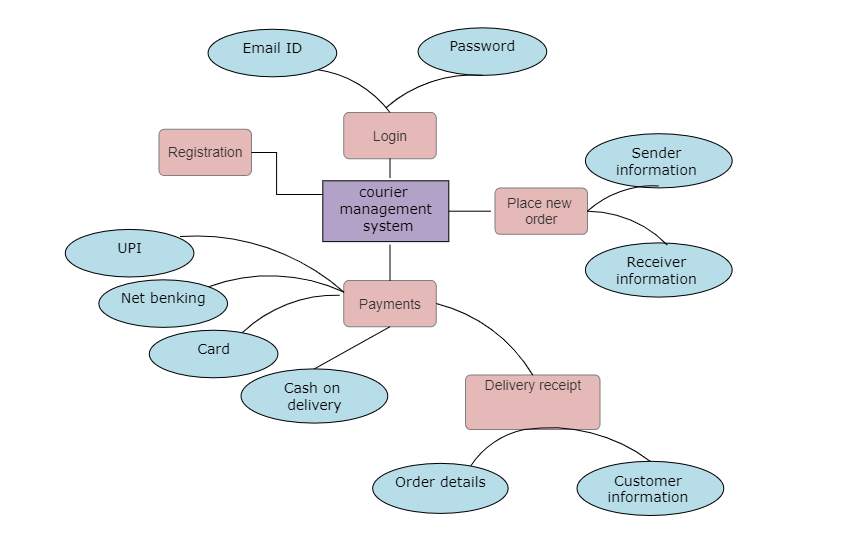 Email ID
Password
Login
Registration
Sender
information
courier
management
system
Place new
order
UPI
Receiver
information
Net benking
Payments
Card
Cash on
delivery
Delivery receipt
Order details
Customer
information